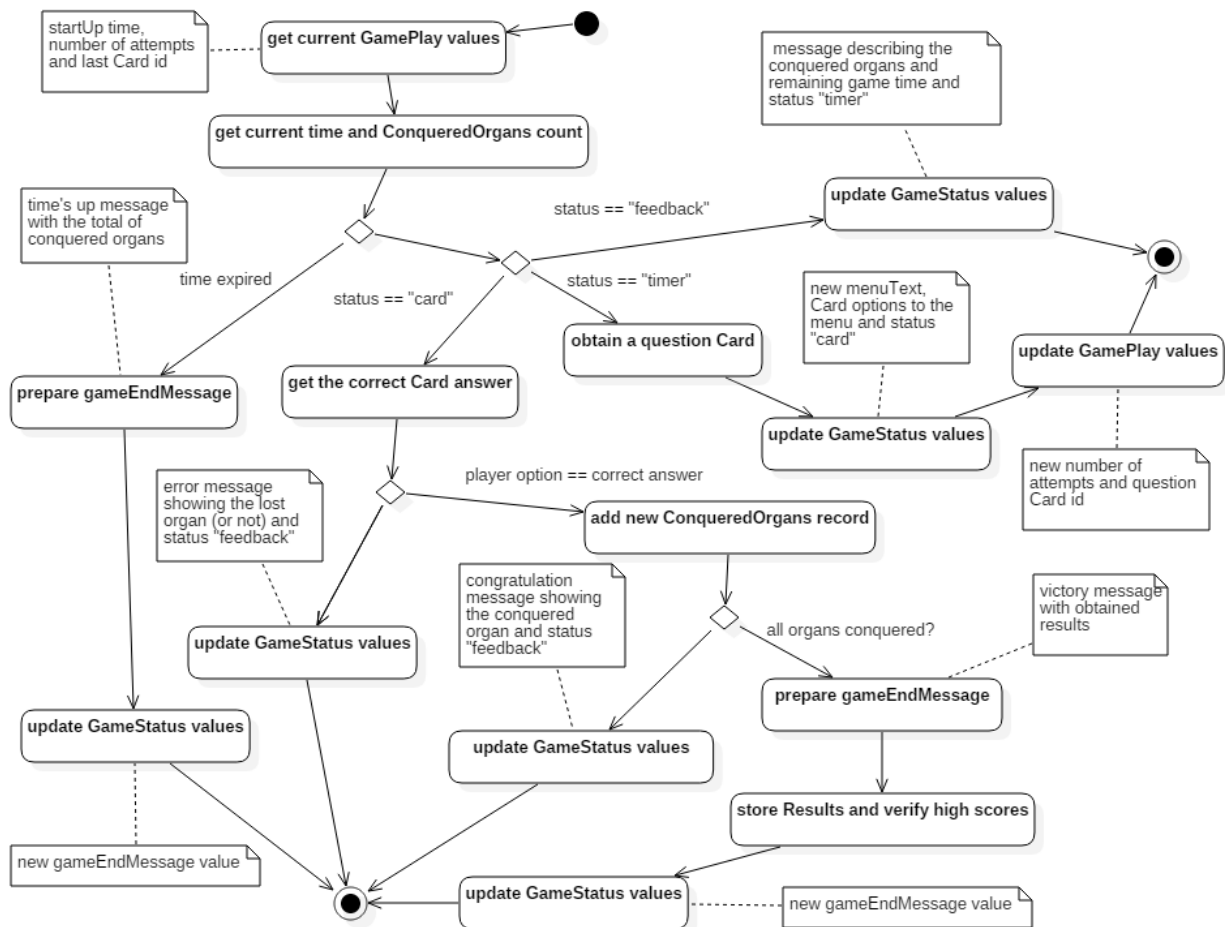 startUp time,
number of attempts
and last Card id
get current GamePlay values
message describing the
conquered organs and
remaining game time and
status "timer"
get current time and ConqueredOrgans count
time's up message
with the total of
conquered organs
status == "feedback"
update GameStatus values
time expired
status == "card"
status == "timer"
new menuText,
Card options to the
menu and status
"card"
obtain a question Card
update GamePlay values
prepare gameEndMessage
get the correct Card answer
update GameStatus values
new number of
attempts and question
Card id
error message
showing the lost
organ (or not) and
status "feedback"
player option == correct answer
add new ConqueredOrgans record
congratulation
message showing
the conquered
organ and status
"feedback"
victory message
with obtained
results
all organs conquered?
update GameStatus values
prepare gameEndMessage
update GameStatus values
update GameStatus values
store Results and verify high scores
new gameEndMessage value
update GameStatus values
new gameEndMessage value